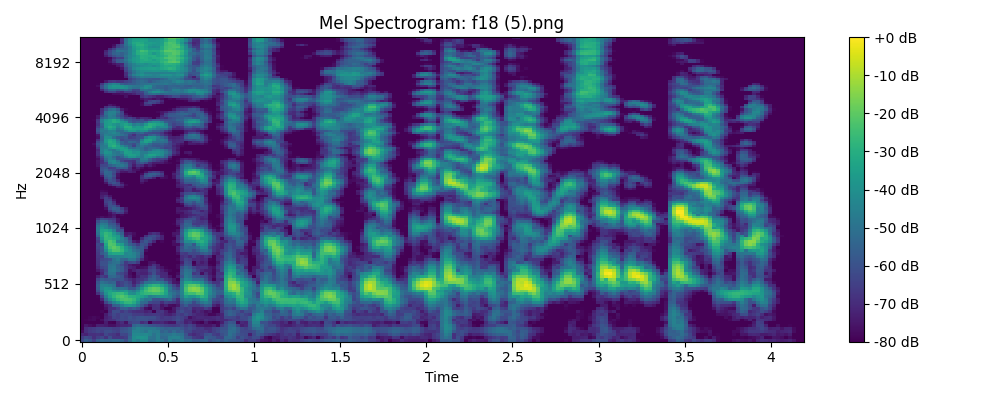 Mel Spectrogram: f18 (5).png
Hz
8192
4096
2048
1024
512
0
0
0.5
1
1.5
2
2.5
3
3.5
4
Time
+0 dB
-10 dB
-20 dB
-30 dB
-40 dB
-50 dB
-60 dB
-70 dB
-80 dB